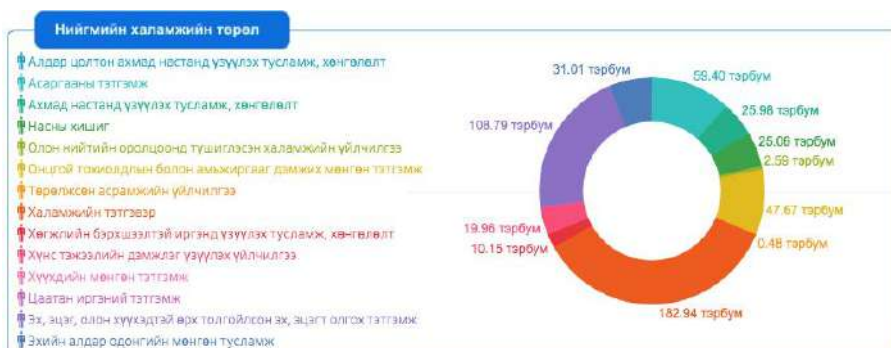 Нийгмийн халамжийн төрөл
Алдар цолтон ахмад настанд үзүүлэх тусламж, хөнгөлөлт
Асаргааны тэтгэмж
Ахмад настанд үзүүлэх тусламж, хөнгөлөлт
Насны хишиг
Олон нийтийн оролцоонд түшиглэсэн халамжийн үйлчилгээ
Онцгой тохиолдлын болон амьжиргааг дэмжих мөнгөн тэтгэмж
Төрөлжсөн асрамжийн үйлчилгээ
Халамжийн тэтгэвэр
Хөгжлийн бэрхшээлтэй иргэнд үзүүлэх тусламж, хөнгөлөлт
Хүнс тэжээлийн дэмжлэг үзүүлэх үйлчилгээ
Хүүхдийн мөнгөн тэтгэмж
Цаатан иргэний тэтгэмж
Эх, эцэг, олон хүүхэдтэй өрх толгойлсон эх, эцэгт олгох тэтгэмж
Эхийн алдар одонгийн мөнгөн тусламж
31.01 тэрбум
59.40 тэрбум
108.79 тэрбум
25.98 тэрбум
25.06 тэрбум
2.59 тэрбум
47.67 тэрбум
19.96 тэрбум
10.15 тэрбум
0.48 тэрбум
182.94 тэрбум